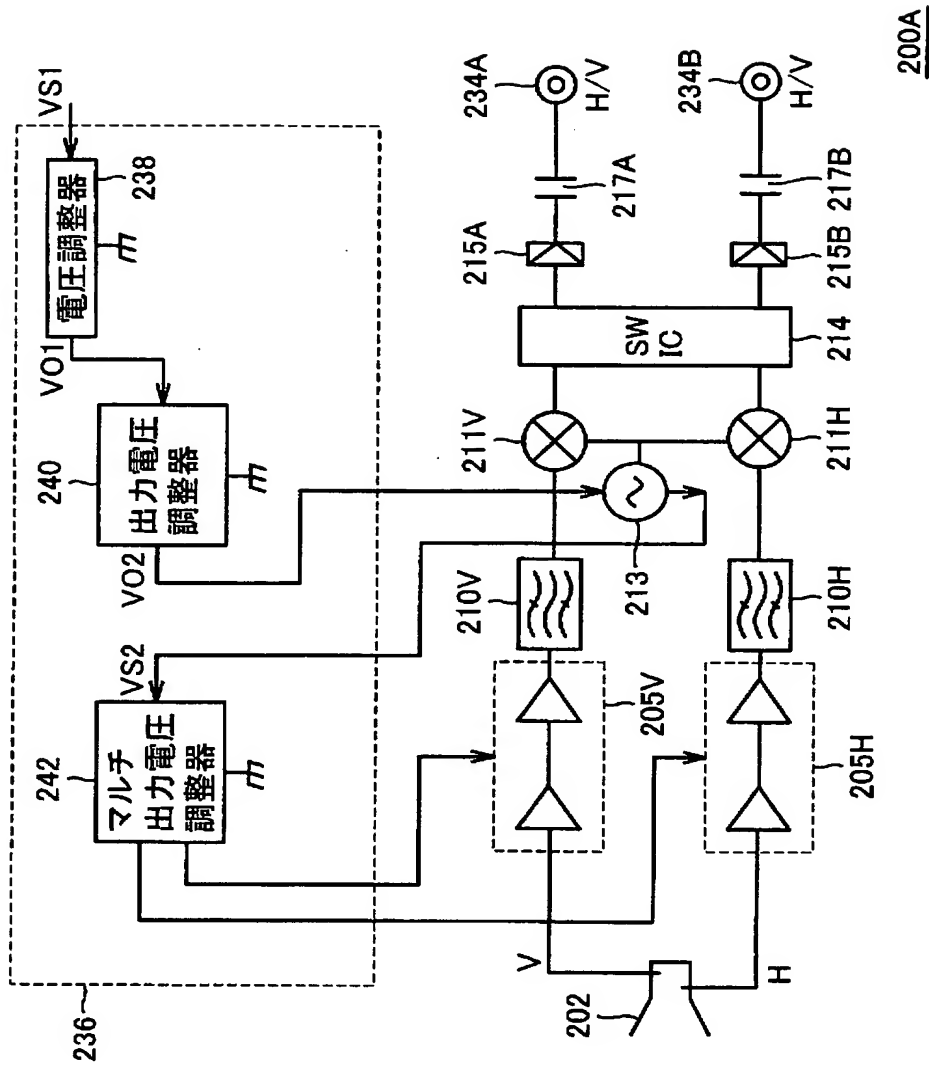 236
242
マルチ
出力電圧
調整器
VS2
240
出力電圧
調整器
VO2
VO1
電圧調整器
238
VS1
202
V
H
205V
205H
210V
210H
213
211V
211H
SW
IC
214
215A
215B
217A
217B
234A
H/V
234B
H/V
200A